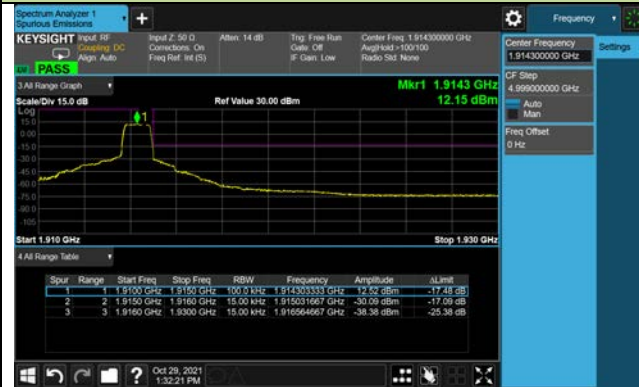 Spectrum Analyzer 1
Spurious Emissions
Frequency
KEYSIGHT
Input: RF
Coupling: DC
Align: Auto
Input Z: 50 Ω
Corrections: On
Freq Ref: Int (S)
Atten: 14 dB
Trig: Free Run
Gate: Off
IF Gain: Low
Center Freq: 1.914300000 GHz
Avg|Hold:>100/100
Radio Std: None
PASS
Center Frequency
1.914300000 GHz
Settings
CF Step
4.999000000 GHz
Auto
Man
Freq Offset
0 Hz
3 All Range Graph
Mkr1 1.9143 GHz
12.15 dBm
Scale/Div 15.0 dB
Ref Value 30.00 dBm
Log
1
15.0
0.00
-15.0
-30.0
-45.0
-60.0
-75.0
-90.0
-105
Start 1.910 GHz
Stop 1.930 GHz
4 All Range Table
Spur Range Start Freq Stop Freq RBW Frequency Amplitude ΔLimit
1 1 1.9100 GHz 1.9150 GHz 100.0 kHz 1.914303333 GHz 12.52 dBm -17.48 dB
2 2 1.9150 GHz 1.9160 GHz 15.00 kHz 1.915031667 GHz -30.09 dBm -17.09 dB
3 3 1.9160 GHz 1.9300 GHz 15.00 kHz 1.916564667 GHz -38.38 dBm -25.38 dB
Oct 29, 2021
1:32:21 PM